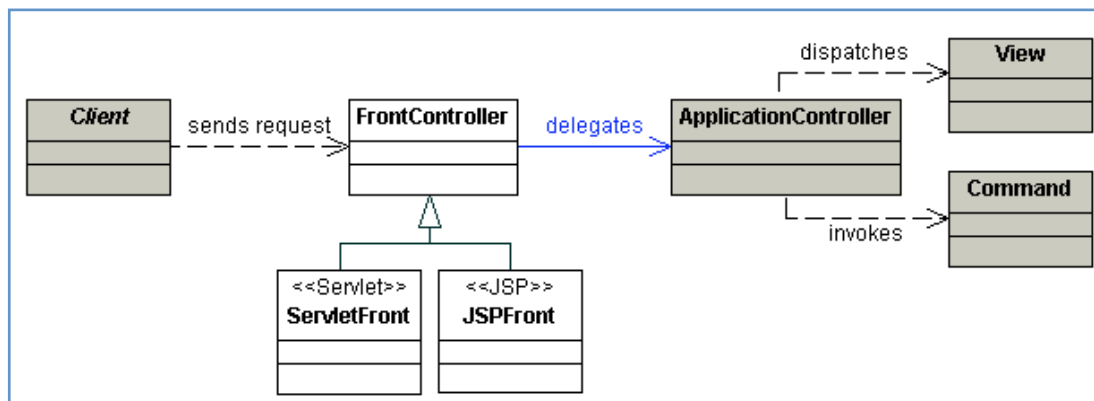 Client
sends request
FrontController
delegates
ApplicationController
dispatches
View
invokes
Command
<<Servlet>>
ServletFront
<<JSP>>
JSPFront